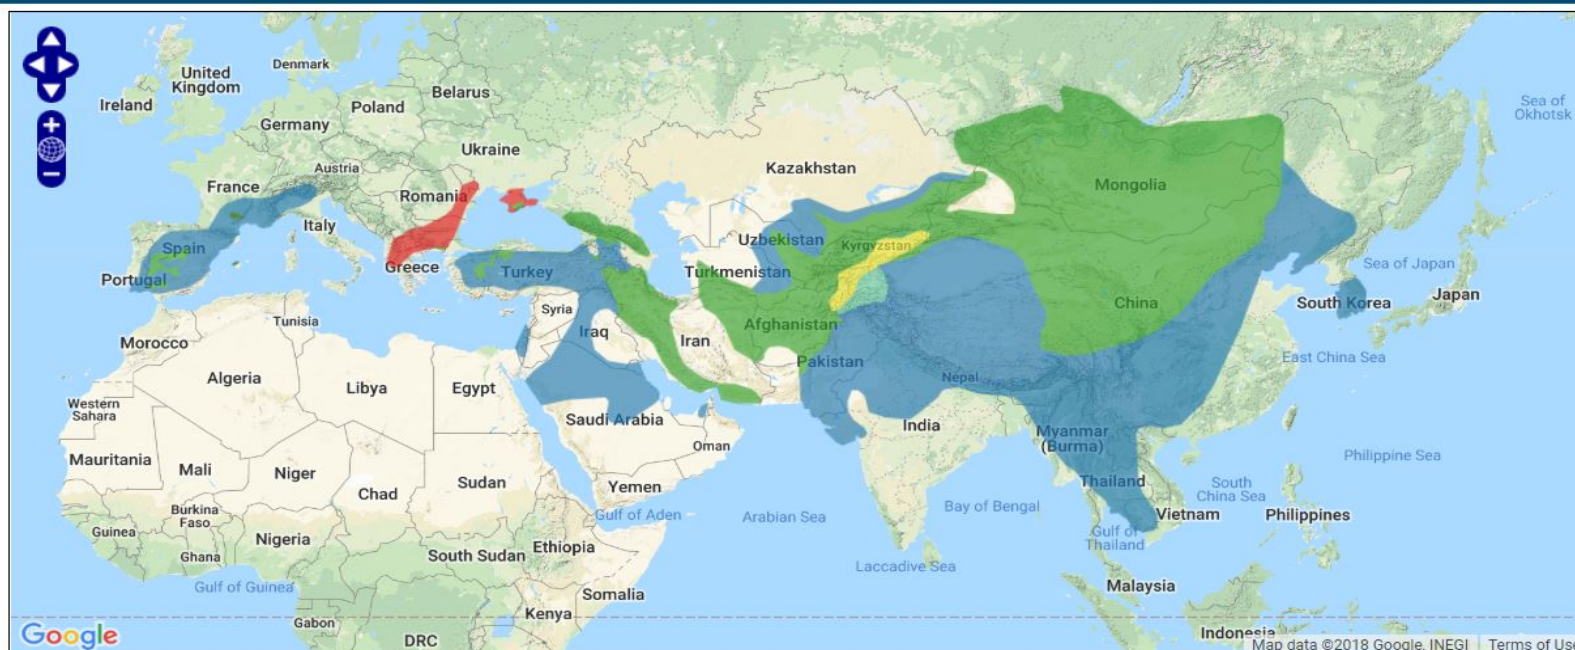 Denmark
United
Kingdom
Ireland
Belarus
Poland
Germany
Sea of
Okhotsk
Ukraine
Austria
Kazakhstan
France
Romania
Mongolia
Italy
Uzbekistan
Kyrgyzstan
Spain
Portugal
Greece
Turkey
Turkmenistan
Sea of Japan
China
South Korea
Japan
Syria
Tunisia
Afghanistan
Iraq
Iran
Morocco
Pakistan
East China Sea
Algeria
Libya
Egypt
Nepal
Western
Sahara
Saudi Arabia
India
Myanmar
(Burma)
Oman
Mauritania
Mali
Niger
Chad
Sudan
Yemen
Philippine Sea
Thailand
South
China Sea
Burkina
Faso
Gulf of Aden
Arabian Sea
Bay of Bengal
Vietnam
Philippines
Guinea
Nigeria
Gulf of
Thailand
Ghana
South Sudan
Ethiopia
Laccadive Sea
Gulf of Guinea
Somalia
Malaysia
Kenya
Gabon
DRC
Indonesia
Google
Map data ©2018 Google, INEGI
Terms of Use